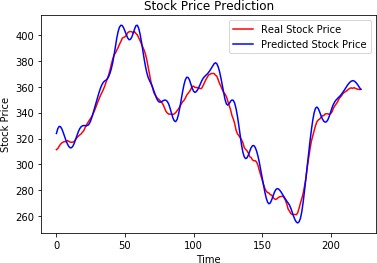 Stock Price Prediction
Real Stock Price
Predicted Stock Price
Stock Price
400
380
360
340
320
300
280
260
0
50
100
150
200
Time